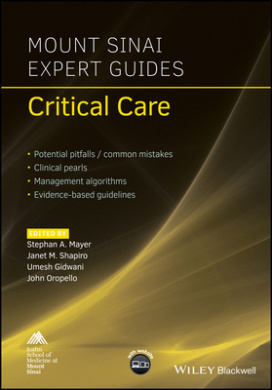 MOUNT SINAI
EXPERT GUIDES
Critical Care
• Potential pitfalls / common mistakes
• Clinical pearls
• Management algorithms
• Evidence-based guidelines
EDITED BY
Stephan A. Mayer
Janet M. Shapiro
Umesh Gidwani
John Oropello
Icahn
School of
Medicine at
Mount
Sinai
WILEY Blackwell